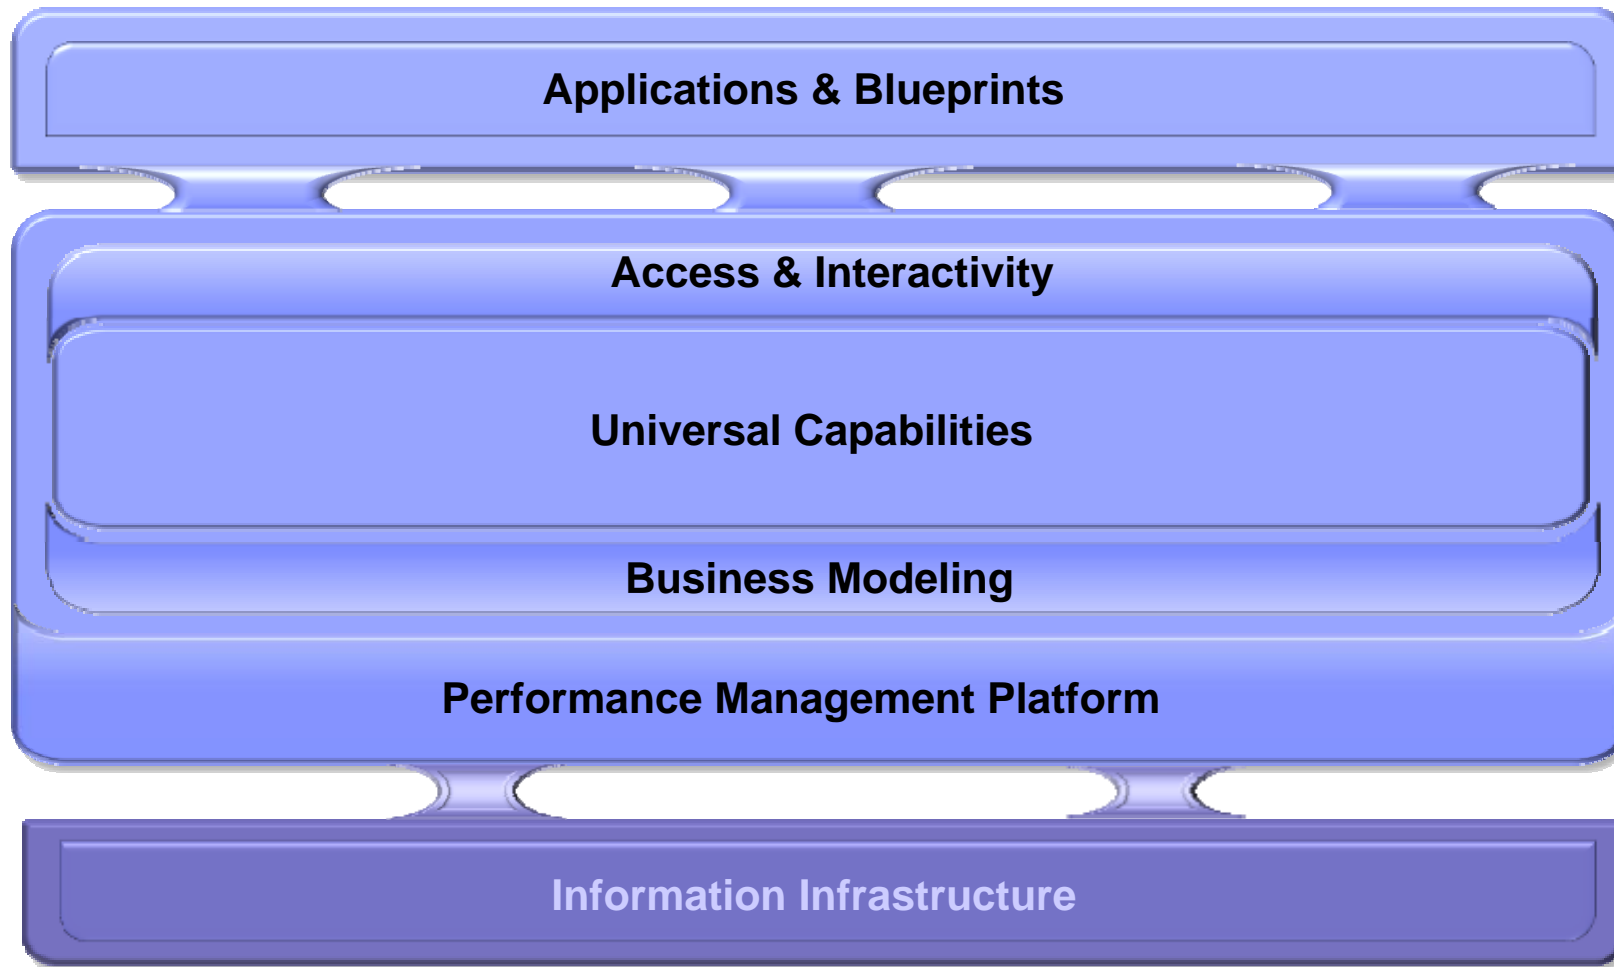 Applications & Blueprints
Access & Interactivity
Universal Capabilities
Business Modeling
Performance Management Platform
Information Infrastructure